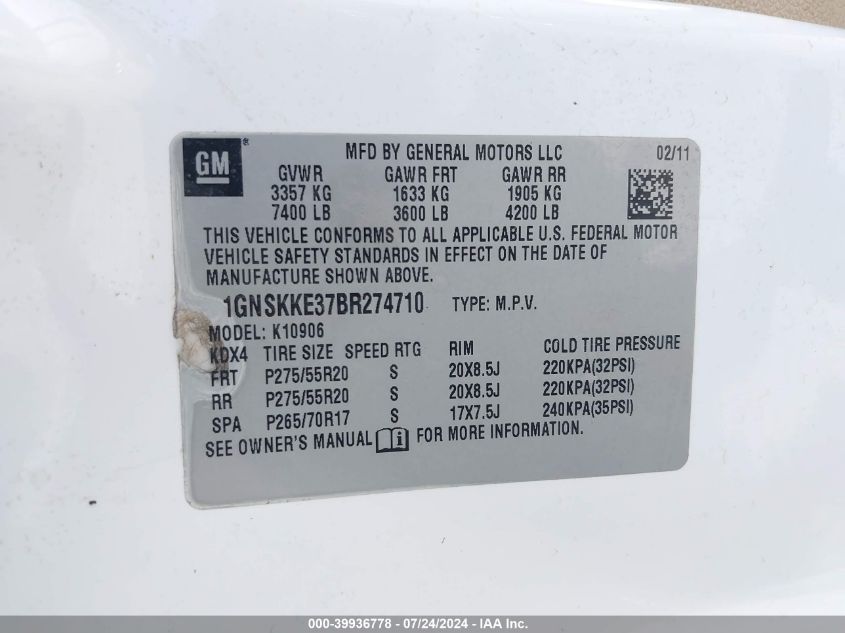 GM ®
MFD BY GENERAL MOTORS LLC 02/11
GVWR GAWR FRT GAWR RR
3357 KG 1633 KG 1905 KG
7400 LB 3600 LB 4200 LB
THIS VEHICLE CONFORMS TO ALL APPLICABLE U.S. FEDERAL MOTOR
VEHICLE SAFETY STANDARDS IN EFFECT ON THE DATE OF
MANUFACTURE SHOWN ABOVE.
1GNSKKE37BR274710 TYPE: M.P.V.
MODEL: K10906
KDX4 TIRE SIZE SPEED RTG RIM COLD TIRE PRESSURE
FRT P275/55R20 S 20X8.5J 220KPA(32PSI)
RR P275/55R20 S 20X8.5J 220KPA(32PSI)
SPA P265/70R17 S 17X7.5J 240KPA(35PSI)
SEE OWNER'S MANUAL i FOR MORE INFORMATION.
000-39936778 - 07/24/2024 - IAA Inc.